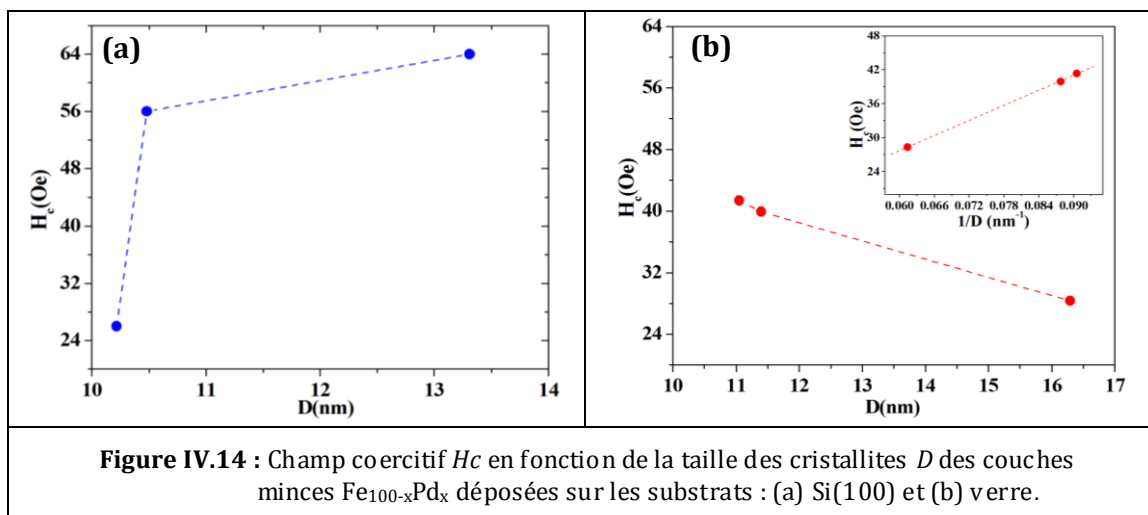 (a)
64
56
48
40
32
24
H_c(Oe)
10 11 12 13 14
D(nm)
(b)
64
56
48
40
32
24
H_c(Oe)
10 11 12 13 14 15 16 17
D(nm)
48
42
36
30
24
H_c(Oe)
0.060 0.066 0.072 0.078 0.084 0.090
1/D (nm⁻¹)
Figure IV.14 : Champ coercitif Hc en fonction de la taille des cristallites D des couches
minces Fe₁₀₀₋ₓPdₓ déposées sur les substrats : (a) Si(100) et (b) verre.